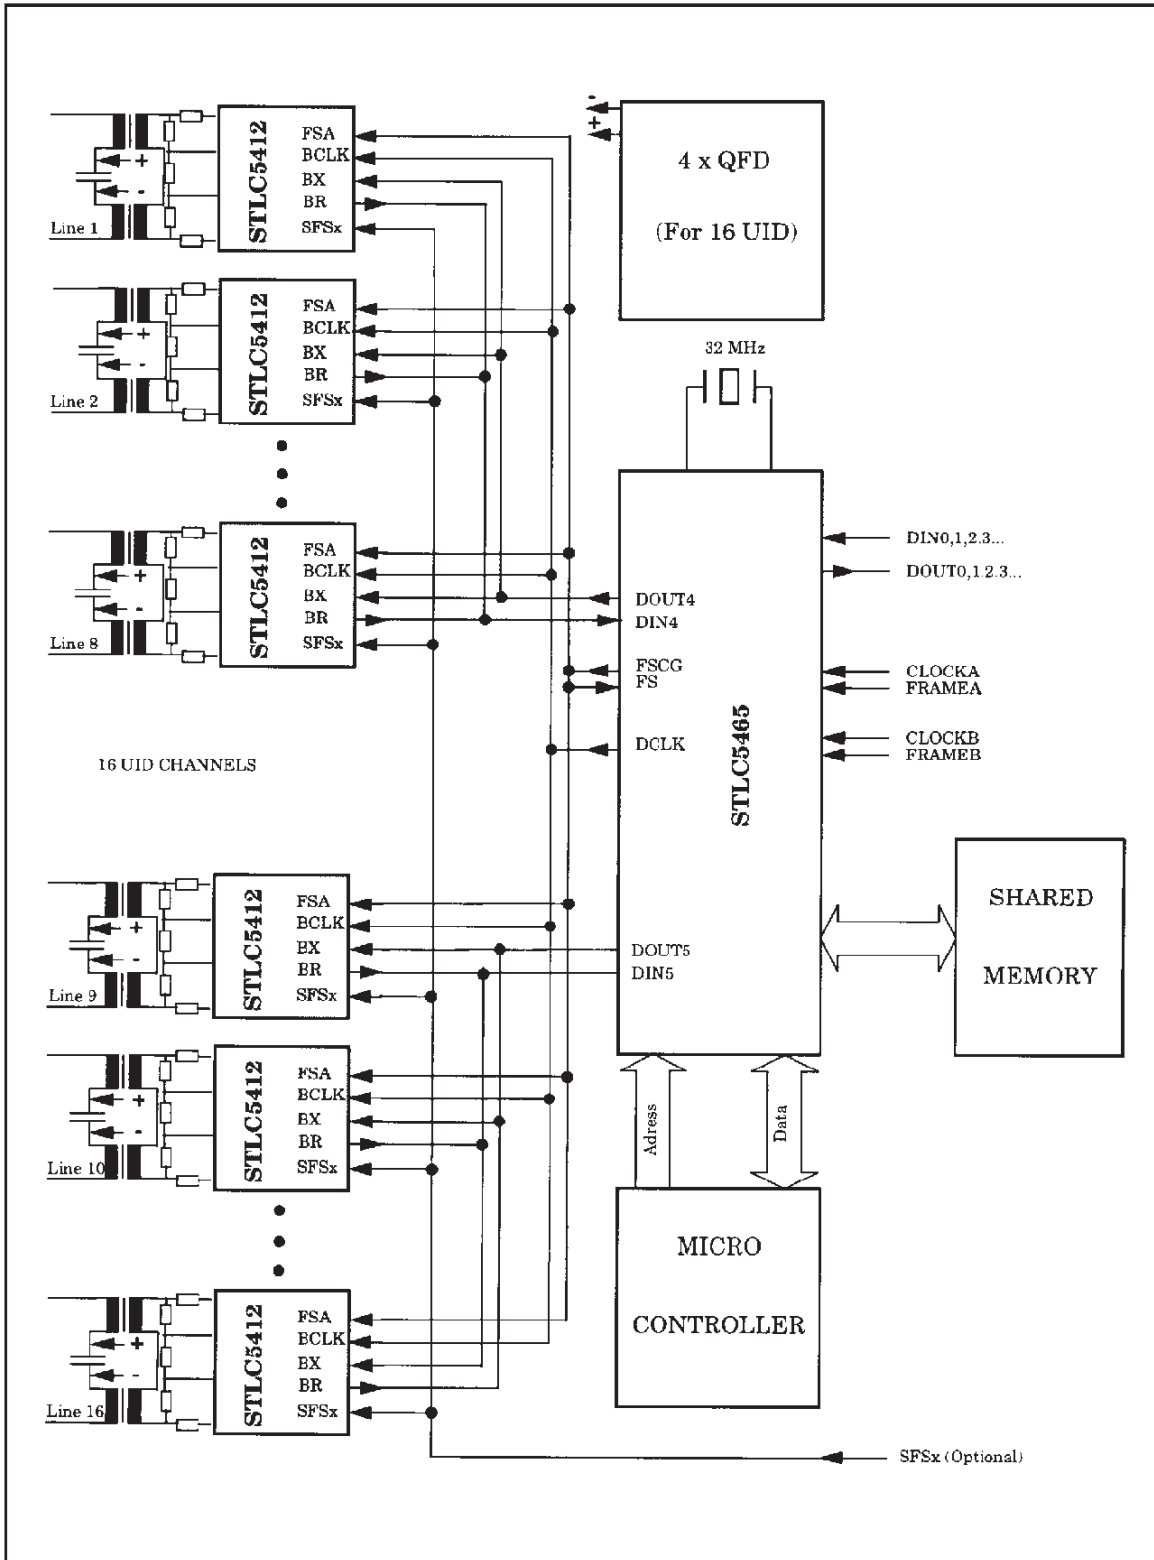 STLC5412
FSA
BCLK
BX
BR
SFSx
+
-
Line 1
-
+
4 x QFD
(For 16 UID)
STLC5412
FSA
BCLK
BX
BR
SFSx
+
-
Line 2
32 MHz
STLC5412
FSA
BCLK
BX
BR
SFSx
+
-
Line 8
DOUT4
DIN4
FSCG
FS
DCLK
STLC5465
DIN0,1,2.3...
DOUT0,1.2.3...
CLOCKA
FRAMEA
CLOCKB
FRAMEB
16 UID CHANNELS
STLC5412
FSA
BCLK
BX
BR
SFSx
+
-
Line 9
DOUT5
DIN5
SHARED
MEMORY
STLC5412
FSA
BCLK
BX
BR
SFSx
+
-
Line 10
Adress
Data
MICRO
CONTROLLER
STLC5412
FSA
BCLK
BX
BR
SFSx
+
-
Line 16
SFSx (Optional)